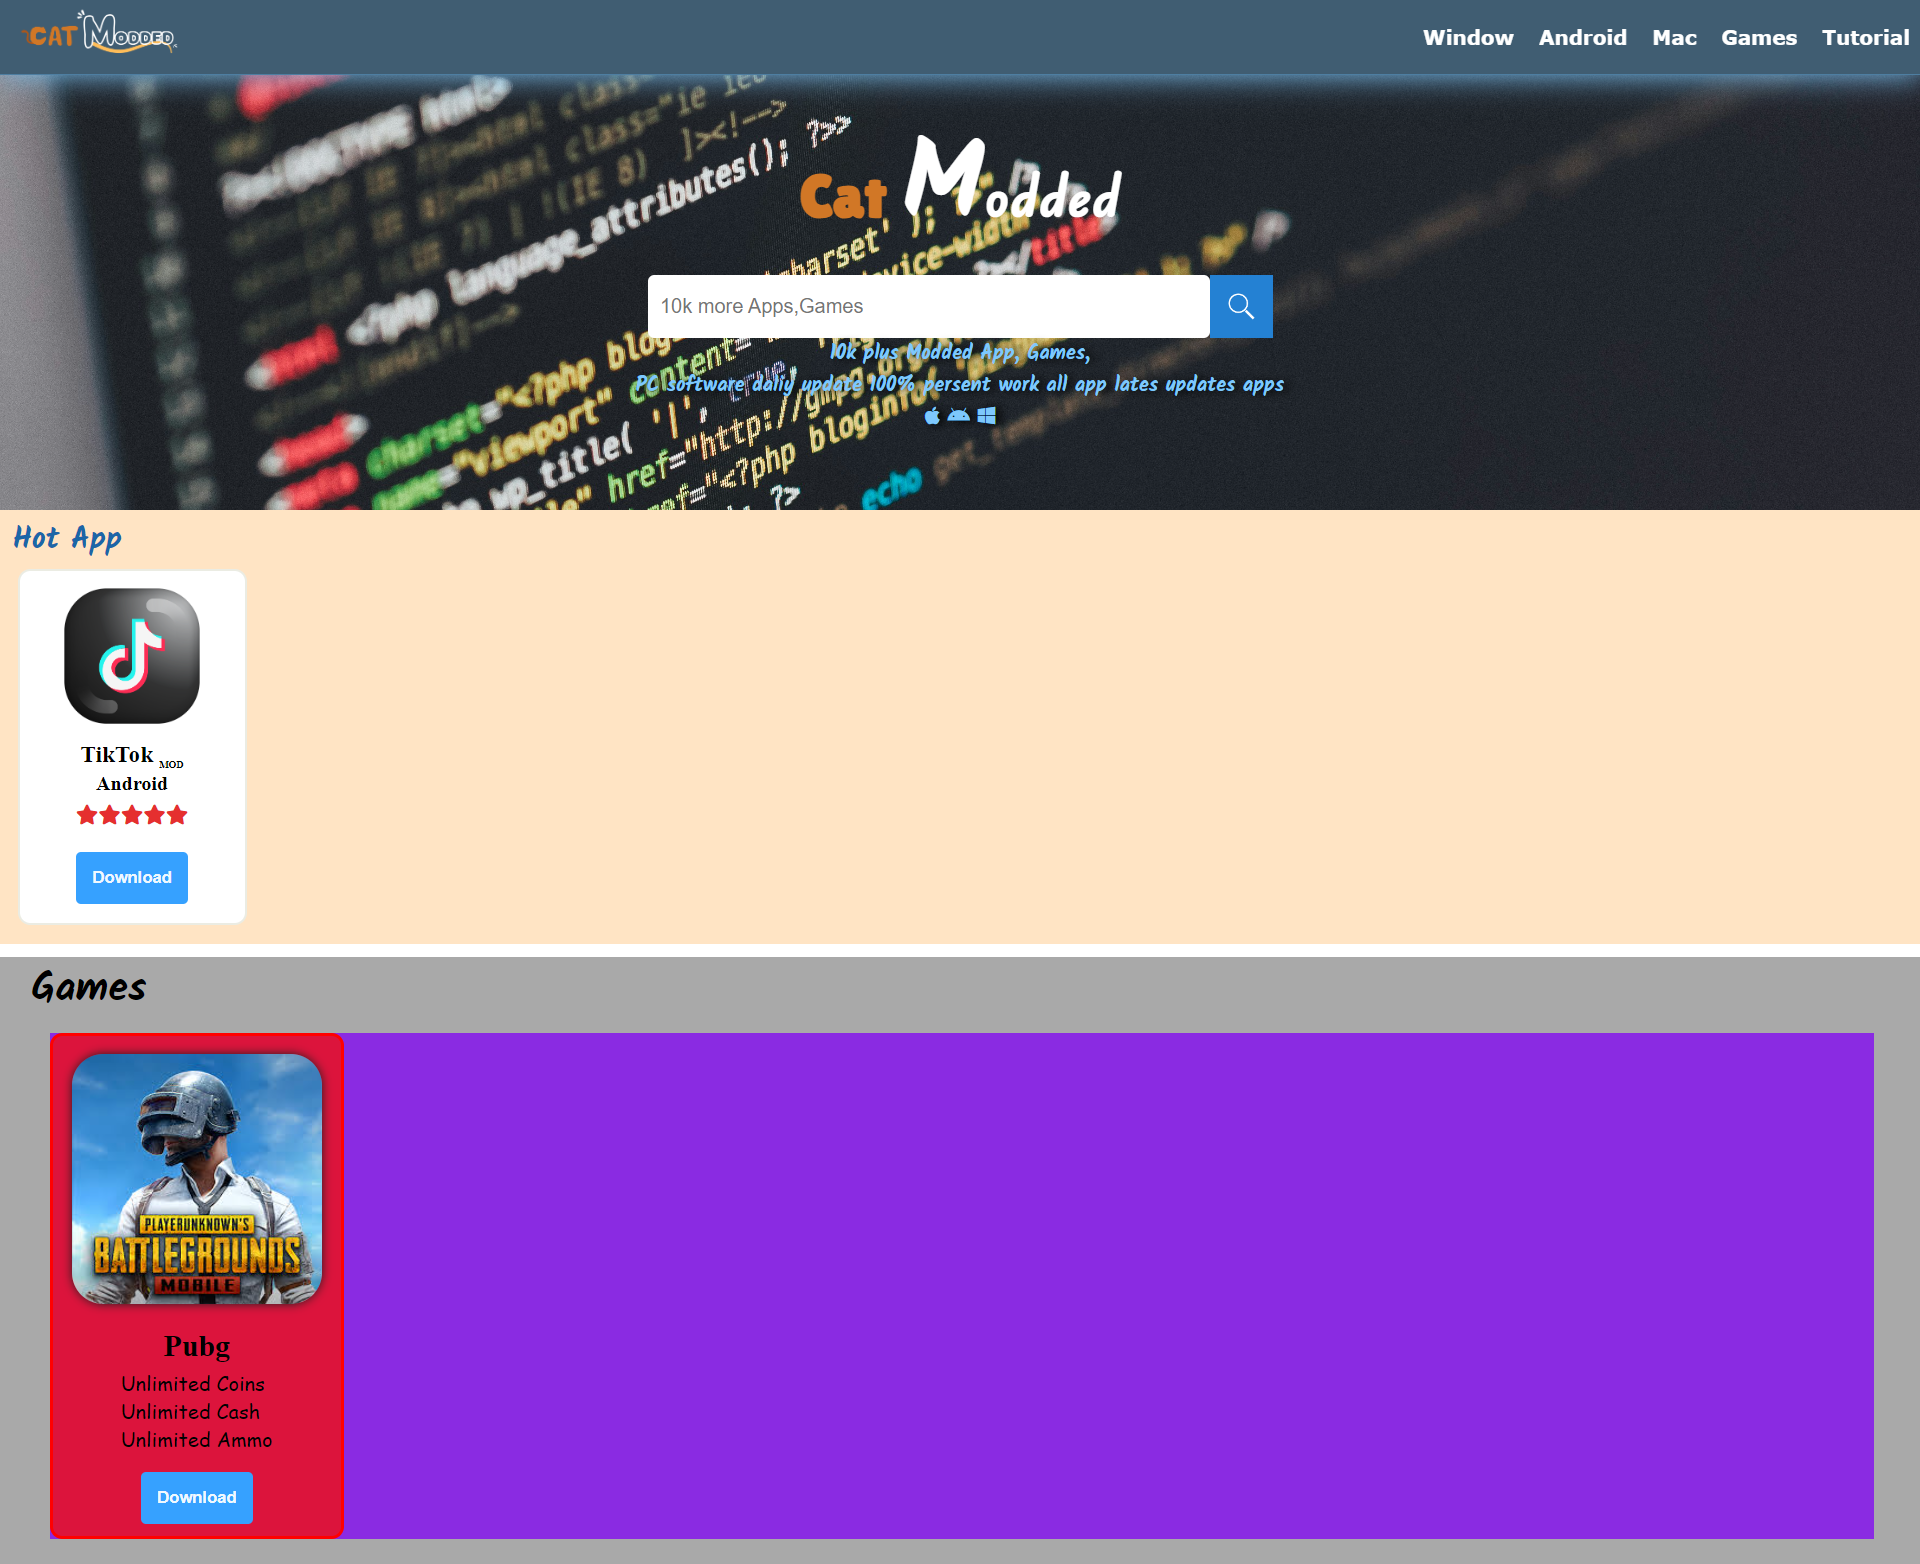 CAT MODDED
Window Android Mac Games Tutorial
Cat Modded
10k more Apps,Games
10k plus Modded App, Games,
PC software daliy update 100% persent work all app lates updates apps
<?php language_attributes(); ?>>
Hot App
TikTok MOD
Android
Download
Games
PLAYERUNKNOWN'S
BATTLEGROUNDS
MOBILE
Pubg
Unlimited Coins
Unlimited Cash
Unlimited Ammo
Download